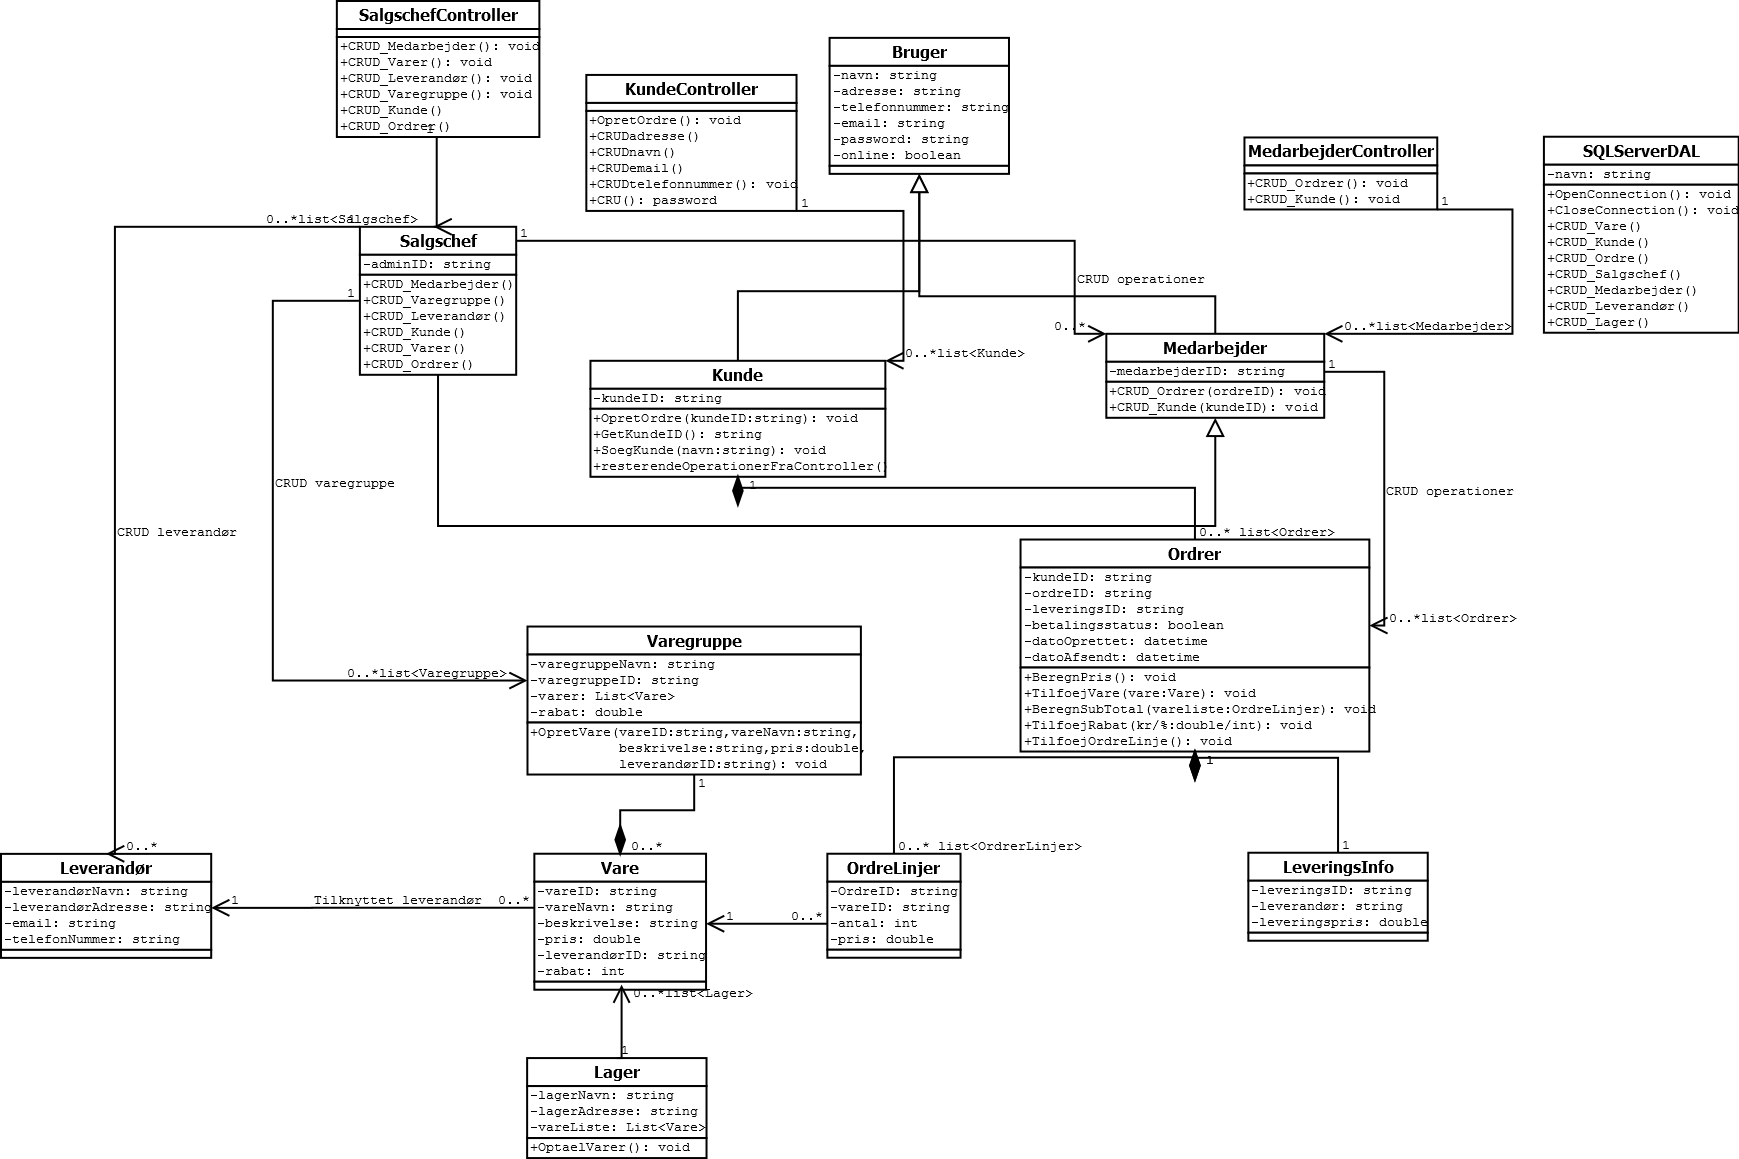 SalgschefController
+CRUD_Medarbejder(): void
+CRUD_Varer(): void
+CRUD_Leverandør(): void
+CRUD_Varegruppe(): void
+CRUD_Kunde()
+CRUD_Ordrer()
1
KundeController
+OpretOrdre(): void
+CRUDadresse()
+CRUDnavn()
+CRUDemail()
+CRUDtelefonnummer(): void
+CRU(): password
1
Bruger
-navn: string
-adresse: string
-telefonnummer: string
-email: string
-password: string
-online: boolean
MedarbejderController
+CRUD_Ordrer(): void
+CRUD_Kunde(): void
1
SQLServerDAL
-navn: string
+OpenConnection(): void
+CloseConnection(): void
+CRUD_Vare()
+CRUD_Kunde()
+CRUD_Ordre()
+CRUD_Salgschef()
+CRUD_Medarbejder()
+CRUD_Leverandør()
+CRUD_Lager()
0..*list<Salgschef>
1
Salgschef
-adminID: string
+CRUD_Medarbejder()
+CRUD_Varegruppe()
+CRUD_Leverandør()
+CRUD_Kunde()
+CRUD_Varer()
+CRUD_Ordrer()
1
1
CRUD operationer
0..*
0..*list<Medarbejder>
0..*list<Kunde>
Kunde
-kundeID: string
+OpretOrdre(kundeID:string): void
+GetKundeID(): string
+SoegKunde(navn:string): void
+resterendeOperationerFraController()
1
Medarbejder
-medarbejderID: string
+CRUD_Ordrer(ordreID): void
+CRUD_Kunde(kundeID): void
1
CRUD varegruppe
CRUD operationer
CRUD leverandør
0..* list<Ordrer>
Ordrer
-kundeID: string
-ordreID: string
-leveringsID: string
-betalingsstatus: boolean
-datoOprettet: datetime
-datoAfsendt: datetime
+BeregnPris(): void
+TilfoejVare(vare:Vare): void
+BeregnSubTotal(vareliste:OrdreLinjer): void
+TilfoejRabat(kr/%:double/int): void
+TilfoejOrdreLinje(): void
0..*list<Ordrer>
1
0..*list<Varegruppe>
Varegruppe
-varegruppeNavn: string
-varegruppeID: string
-varer: List<Vare>
-rabat: double
+OpretVare(vareID:string,vareNavn:string,
beskrivelse:string,pris:double,
leverandørID:string): void
1
0..*
0..*
0..* list<OrdrerLinjer>
1
Leverandør
-leverandørNavn: string
-leverandørAdresse: string
-email: string
-telefonNummer: string
1
Tilknyttet leverandør
0..*
Vare
-vareID: string
-vareNavn: string
-beskrivelse: string
-pris: double
-leverandørID: string
-rabat: int
1
0..*
OrdreLinjer
-OrdreID: string
-vareID: string
-antal: int
-pris: double
LeveringsInfo
-leveringsID: string
-leverandør: string
-leveringspris: double
0..*list<Lager>
1
Lager
-lagerNavn: string
-lagerAdresse: string
-vareListe: List<Vare>
+OptaelVarer(): void